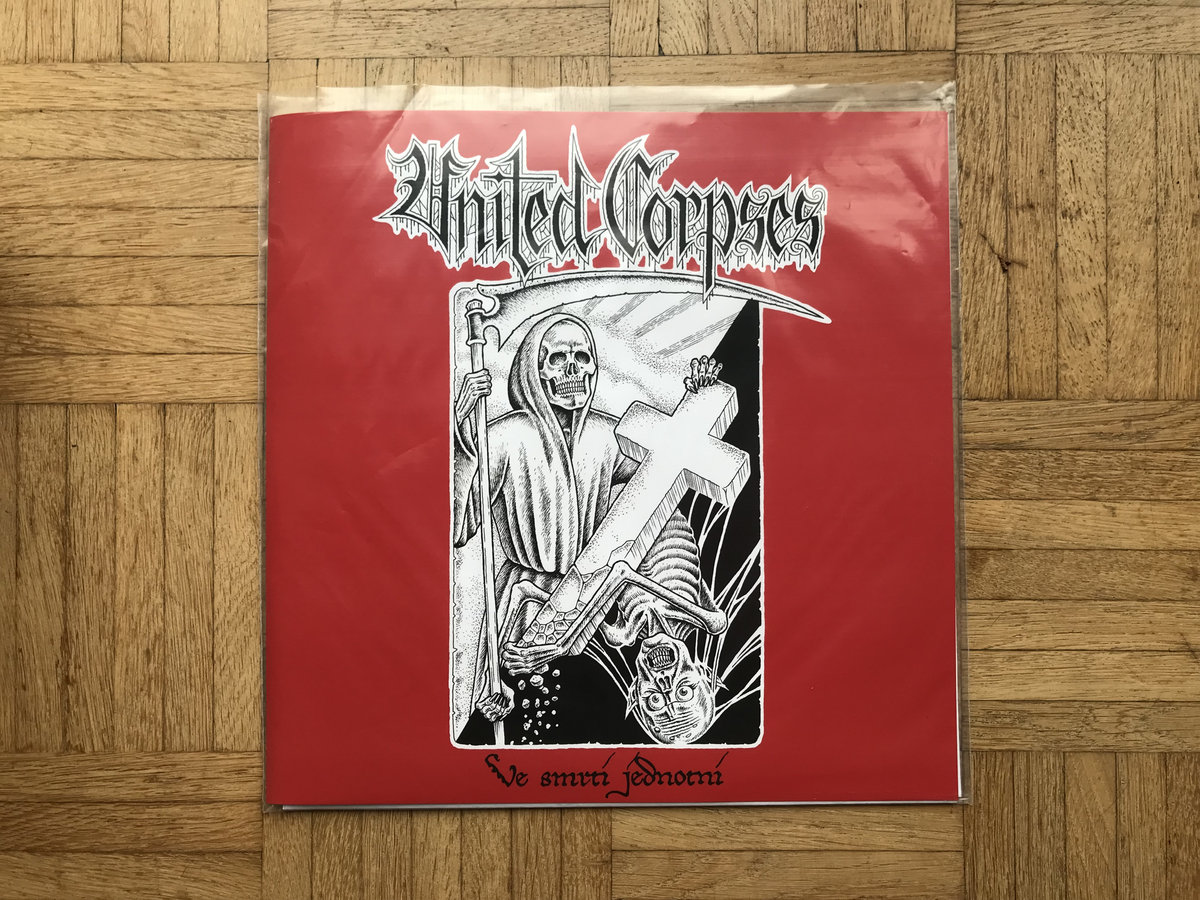 United Corpses
Ve smrti jednotní